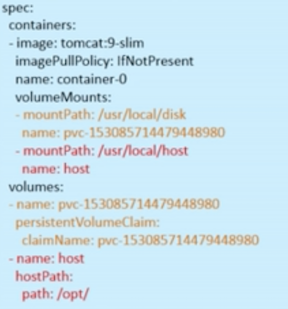 spec:
containers:
- image: tomcat:9-slim
imagePullPolicy: IfNotPresent
name: container-0
volumeMounts:
- mountPath: /usr/local/disk
name: pvc-153085714479448980
- mountPath: /usr/local/host
name: host
volumes:
- name: pvc-153085714479448980
persistentVolumeClaim:
claimName: pvc-153085714479448980
- name: host
hostPath:
path: /opt/